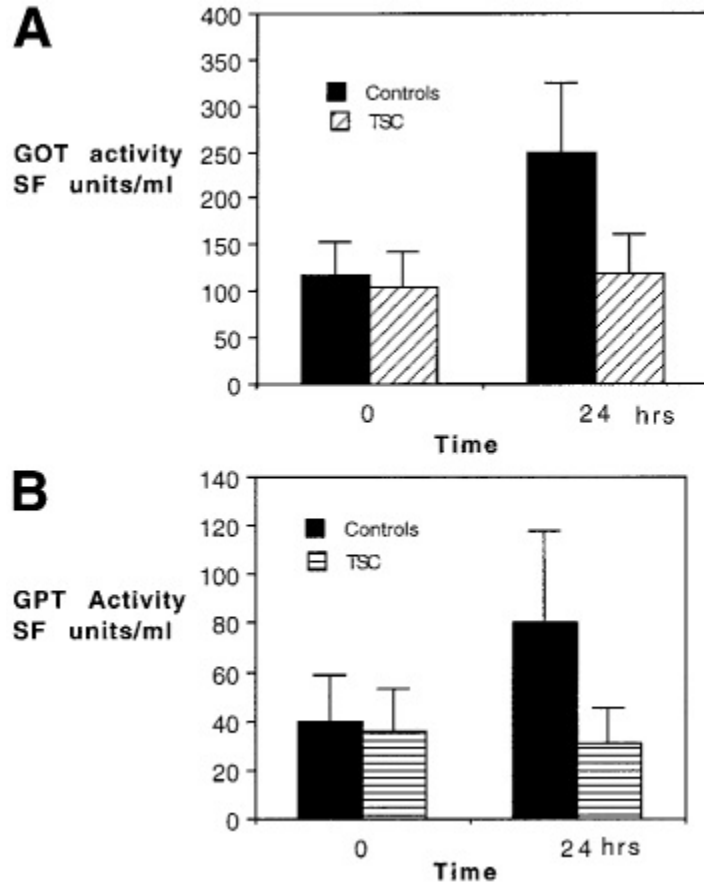 A
400
350
300
250
200
150
100
50
0
GOT activity
SF units/ml
Controls
TSC
0
24 hrs
Time
B
140
120
100
80
60
40
20
0
GPT Activity
SF units/ml
Controls
TSC
0
24 hrs
Time